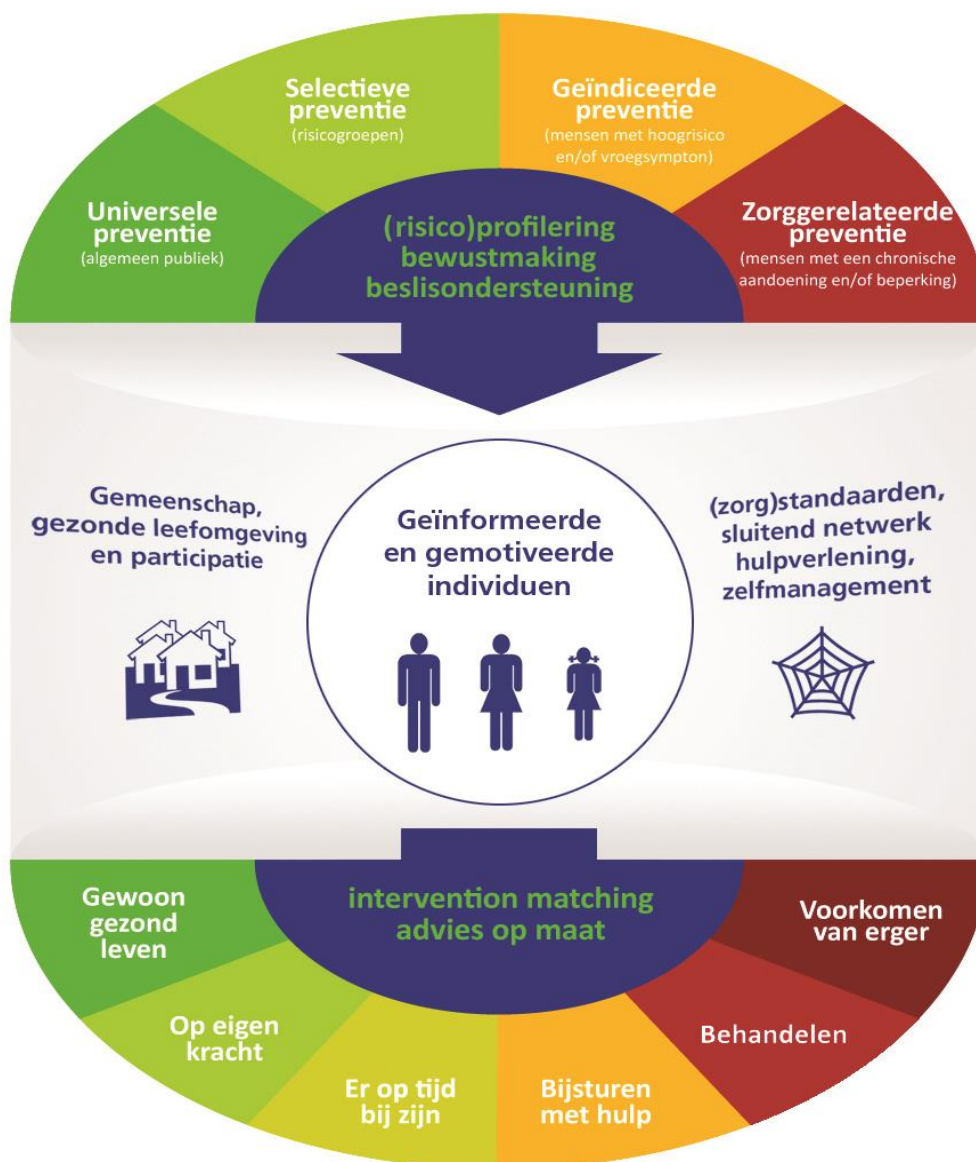 Selectieve
preventie
(risicogroepen)
Geïndiceerde
preventie
(mensen met hoogrisico
en/of vroegsympton)
Universele
preventie
(algemeen publiek)
Zorggerelateerde
preventie
(mensen met een chronische
aandoening en/of beperking)
(risico)profilering
bewustmaking
beslisondersteuning
Gemeenschap,
gezonde leefomgeving
en participatie
Geïnformeerde
en gemotiveerde
individuen
(zorg)standaarden,
sluitend netwerk
hulpverlening,
zelfmanagement
intervention matching
advies op maat
Gewoon
gezond
leven
Op eigen
kracht
Er op tijd
bij zijn
Bijsturen
met hulp
Behandelen
Voorkomen
van erger